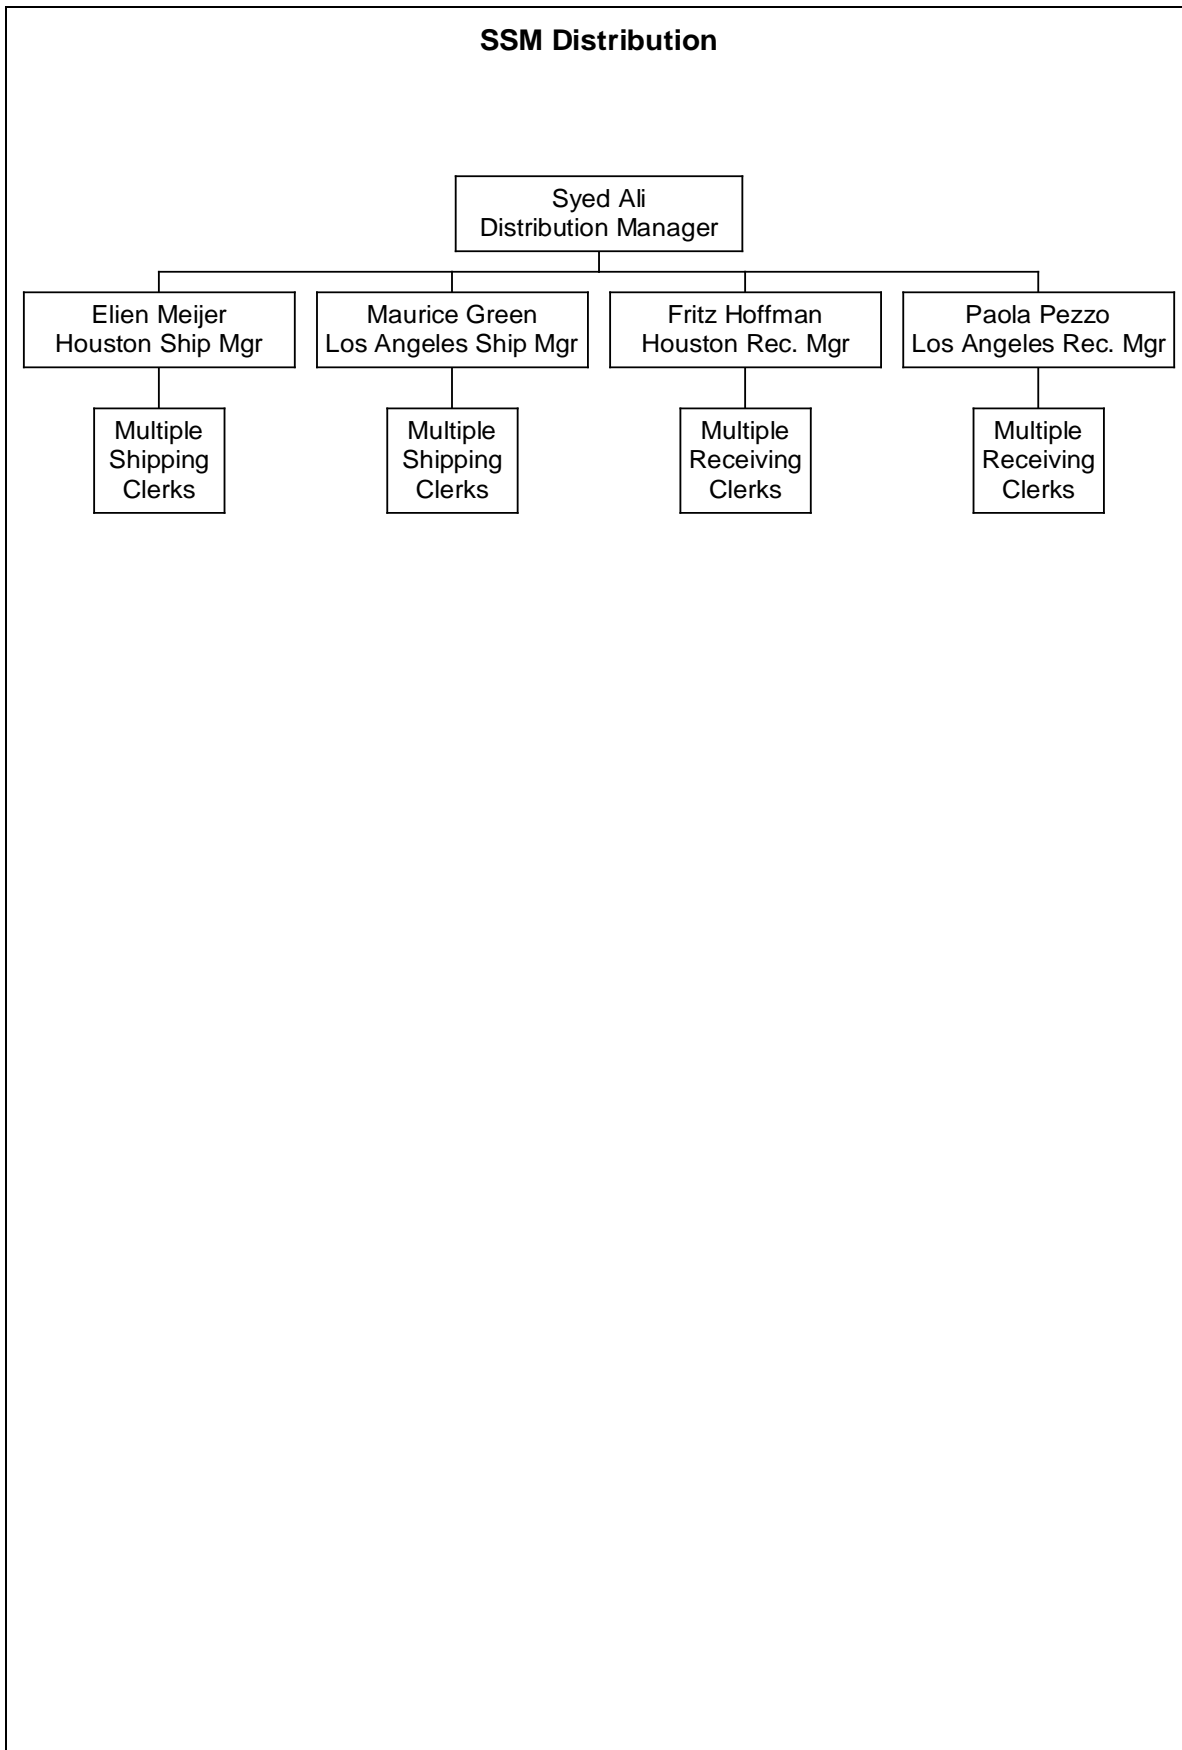 SSM Distribution
Syed Ali
Distribution Manager
Elien Meijer
Houston Ship Mgr
Maurice Green
Los Angeles Ship Mgr
Fritz Hoffman
Houston Rec. Mgr
Paola Pezzo
Los Angeles Rec. Mgr
Multiple
Shipping
Clerks
Multiple
Shipping
Clerks
Multiple
Receiving
Clerks
Multiple
Receiving
Clerks